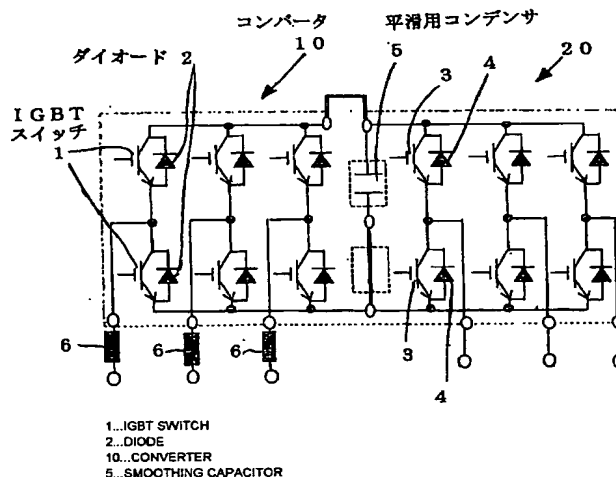 コンバータ
10
平滑用コンデンサ
5
4
20
ダイオード 2
3
IGBT
スイッチ
1
6
6
6
3
4
1...IGBT SWITCH
2...DIODE
10...CONVERTER
5...SMOOTHING CAPACITOR